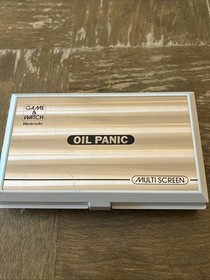 GAME &
WATCH
Nintendo
OIL PANIC
MULTI SCREEN